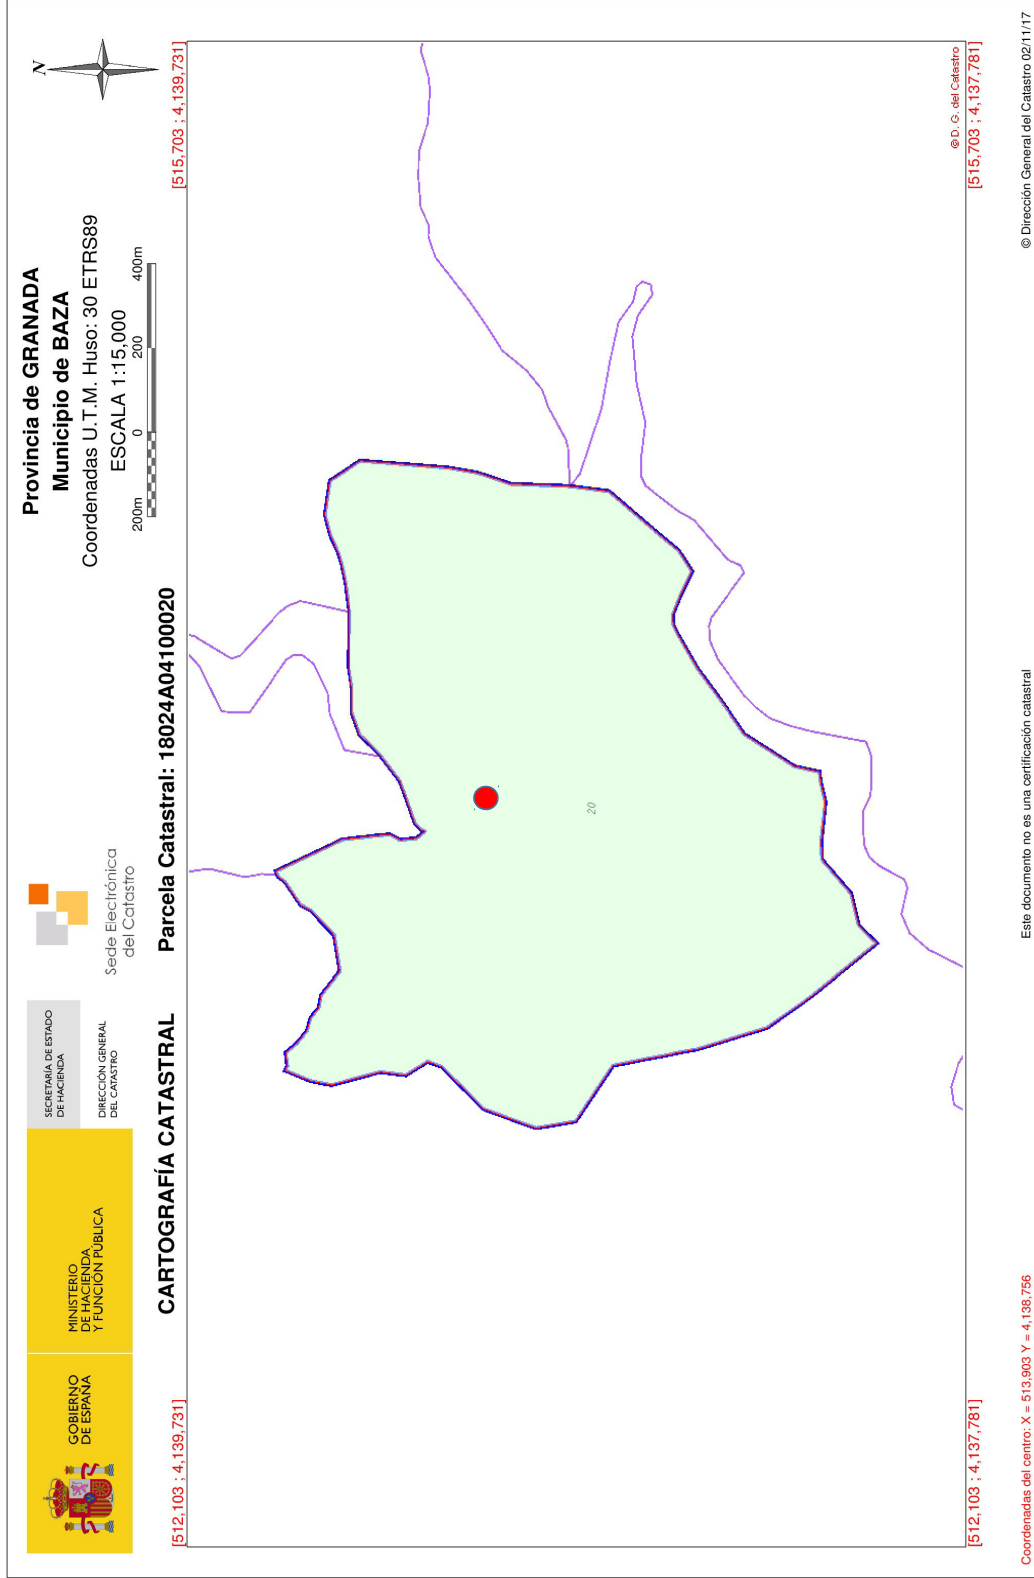 GOBIERNO
DE ESPAÑA
MINISTERIO
DE HACIENDA
Y FUNCIÓN PÚBLICA
SECRETARÍA DE ESTADO
DE HACIENDA
DIRECCIÓN GENERAL
DEL CATASTRO
Sede Electrónica
del Catastro
Provincia de GRANADA
Municipio de BAZA
Coordenadas U.T.M. Huso: 30 ETRS89
ESCALA 1:15,000
200m 0 200 400m
N
CARTOGRAFÍA CATASTRAL
Parcela Catastral: 18024A04100020
[512,103 ; 4,139,731]
[515,703 ; 4,139,731]
20
© D. G. del Catastro
[512,103 ; 4,137,781]
[515,703 ; 4,137,781]
Coordenadas del centro: X = 513,903 Y = 4,138,756
Este documento no es una certificación catastral
© Dirección General del Catastro 02/11/17